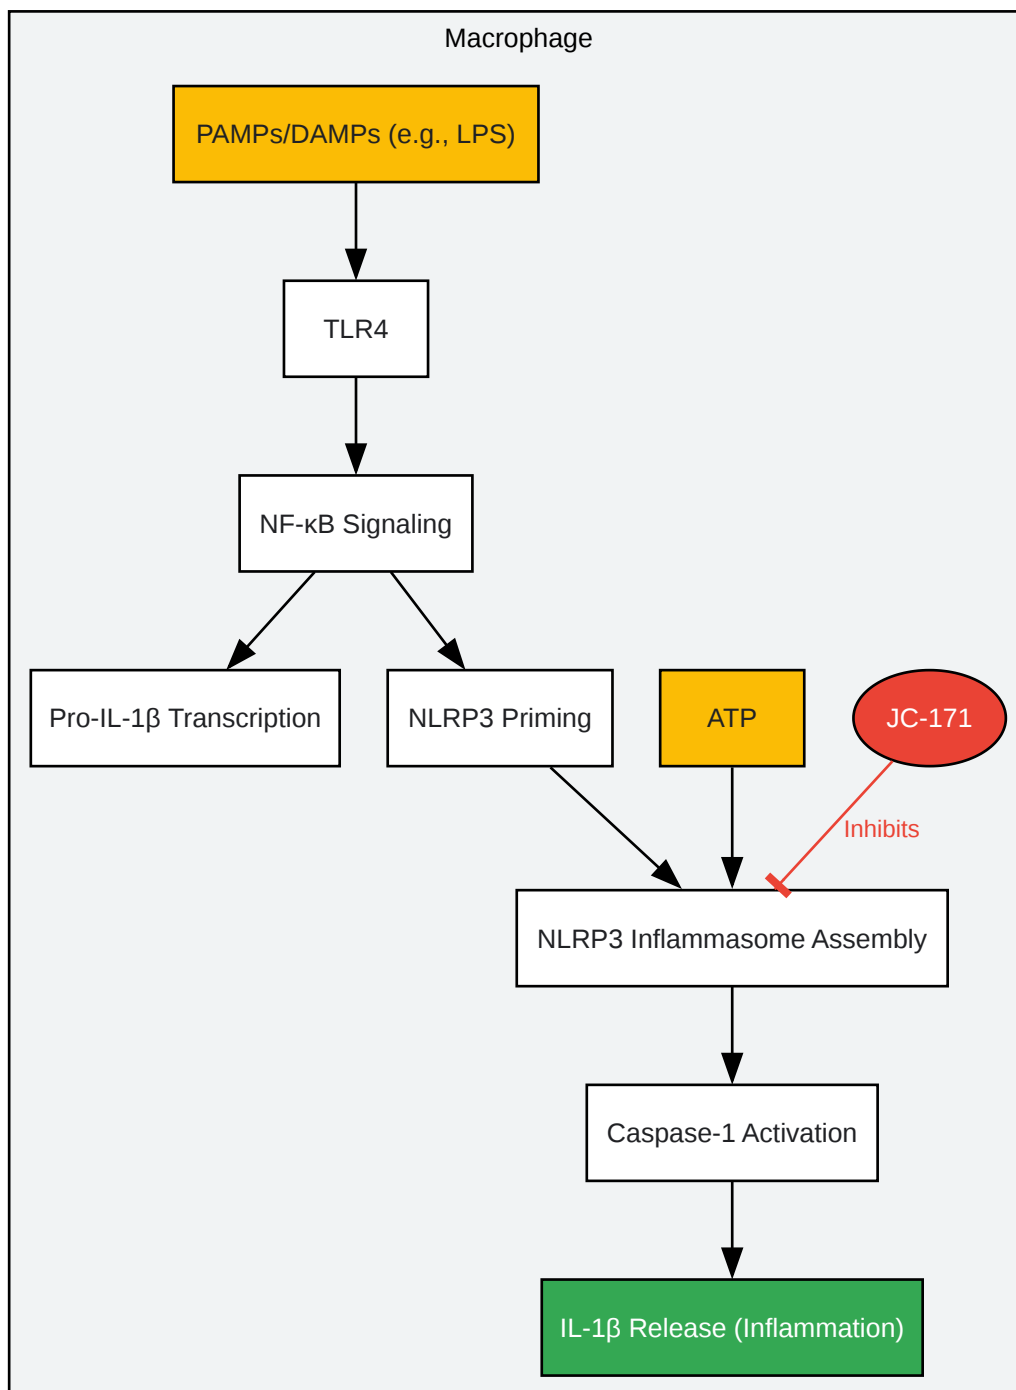 Macrophage
PAMPs/DAMPs (e.g., LPS)
TLR4
NF-κB Signaling
Pro-IL-1β Transcription
NLRP3 Priming
ATP
JC-171
Inhibits
NLRP3 Inflammasome Assembly
Caspase-1 Activation
IL-1β Release (Inflammation)